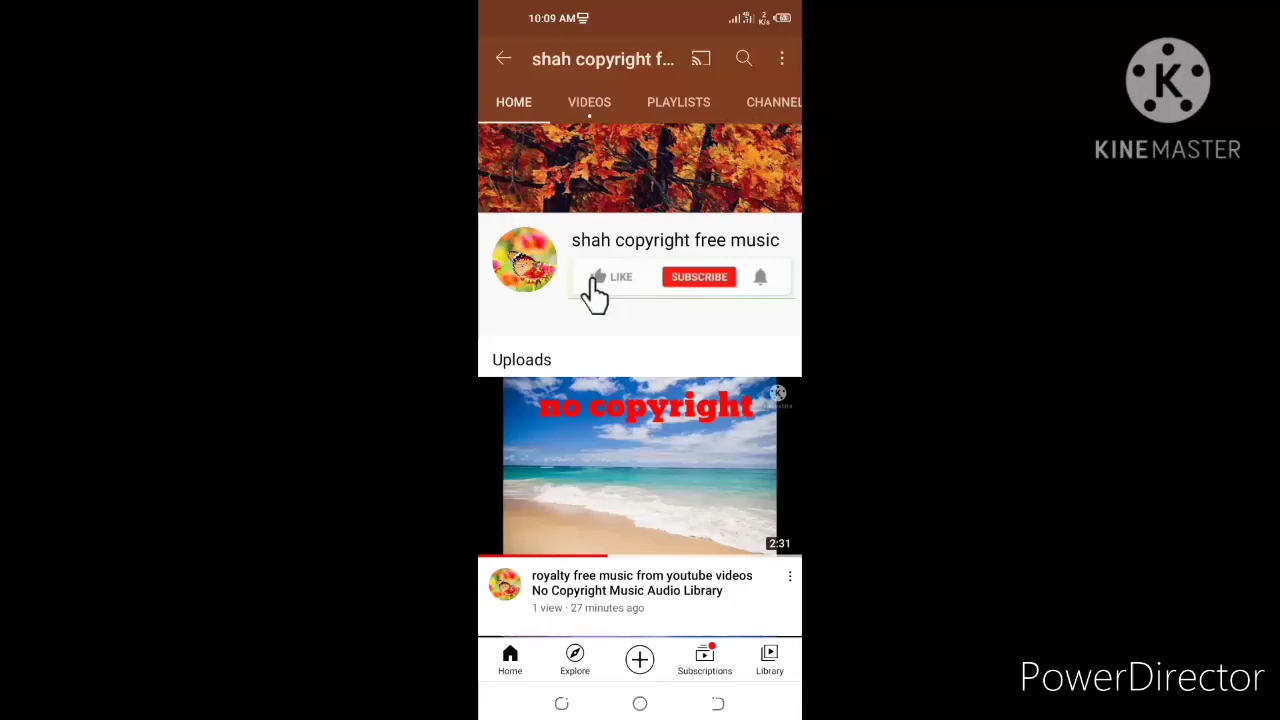 10:09 AM
shah copyright f...
HOME VIDEOS PLAYLISTS CHANNEL
KINEMASTER
shah copyright free music
LIKE SUBSCRIBE
Uploads
no copyright
2:31
royalty free music from youtube videos
No Copyright Music Audio Library
1 view · 27 minutes ago
Home Explore Subscriptions Library
PowerDirector